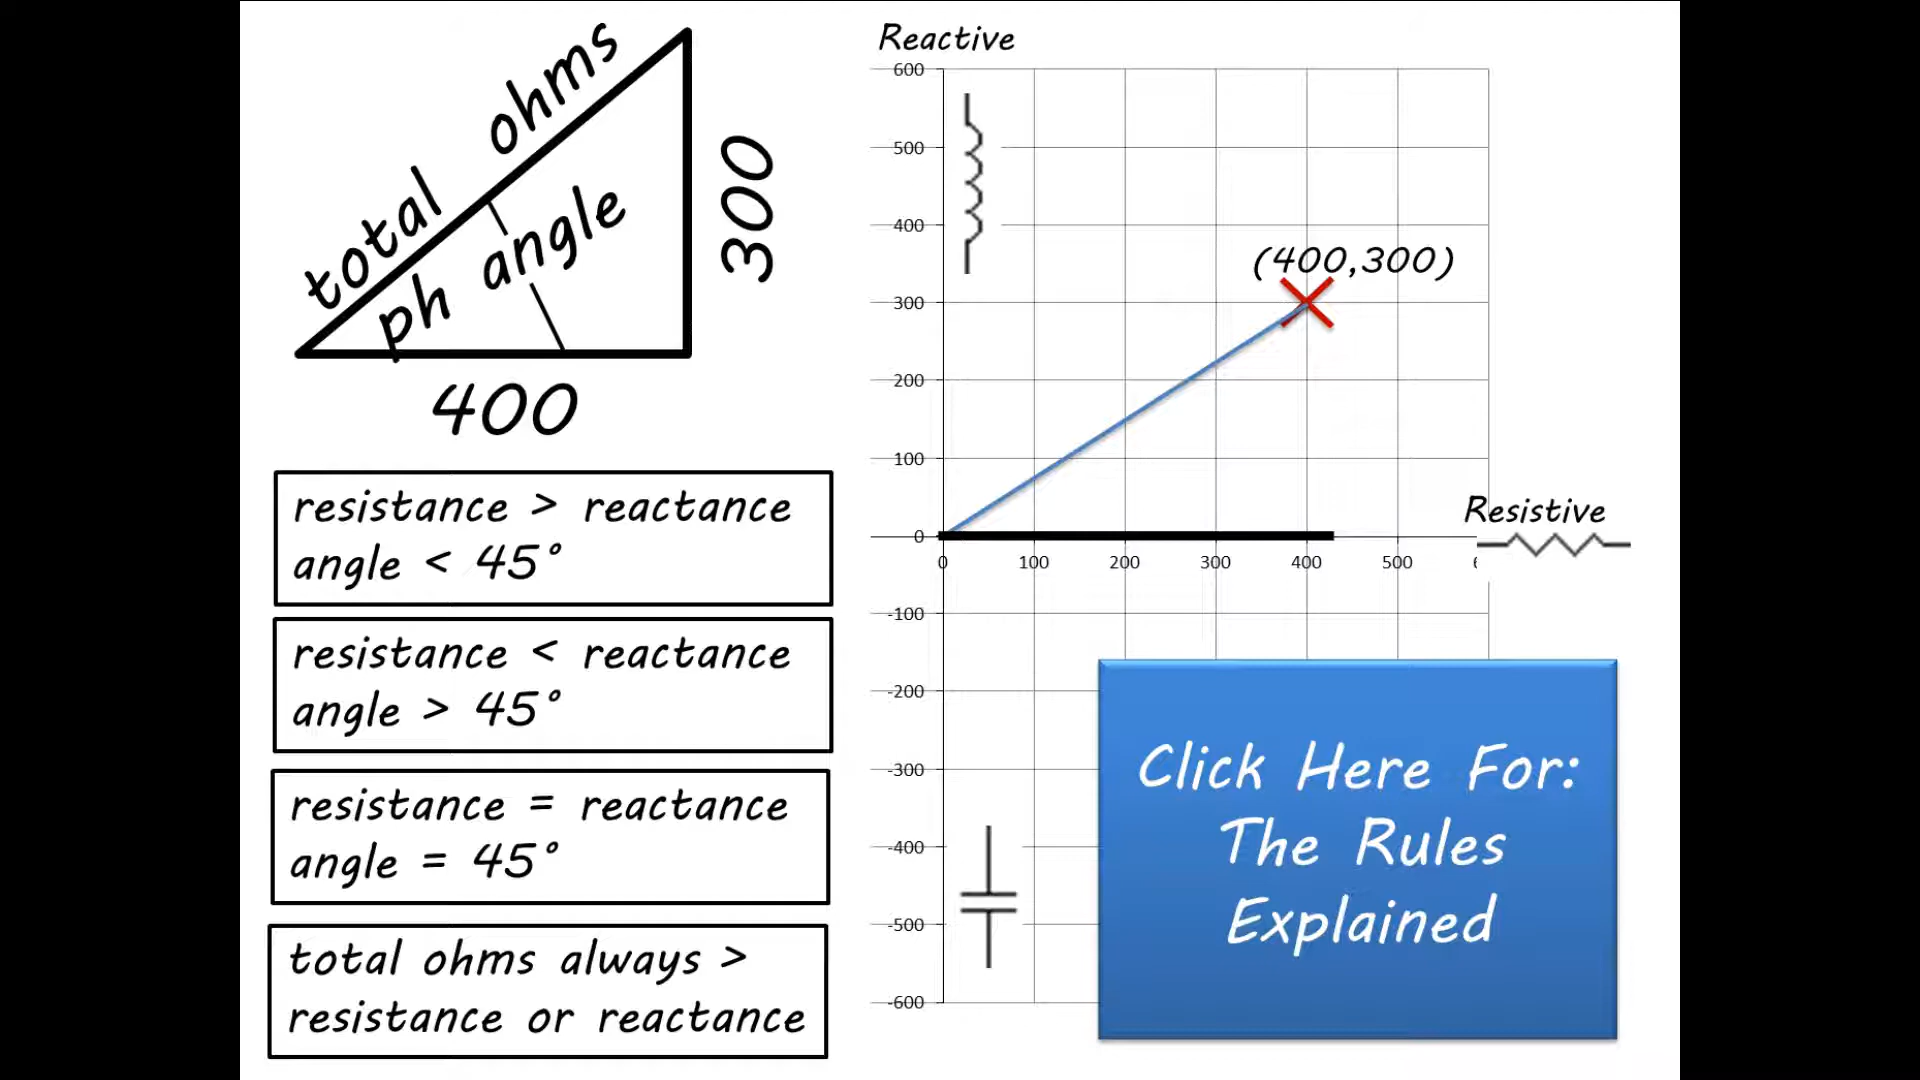 total ohms
ph angle
300
400
resistance > reactance
angle < 45°
resistance < reactance
angle > 45°
resistance = reactance
angle = 45°
total ohms always >
resistance or reactance
Reactive
600
500
400
300
200
100
0
-100
-200
-300
-400
-500
-600
(400,300)
Resistive
0 100 200 300 400 500
Click Here For:
The Rules
Explained